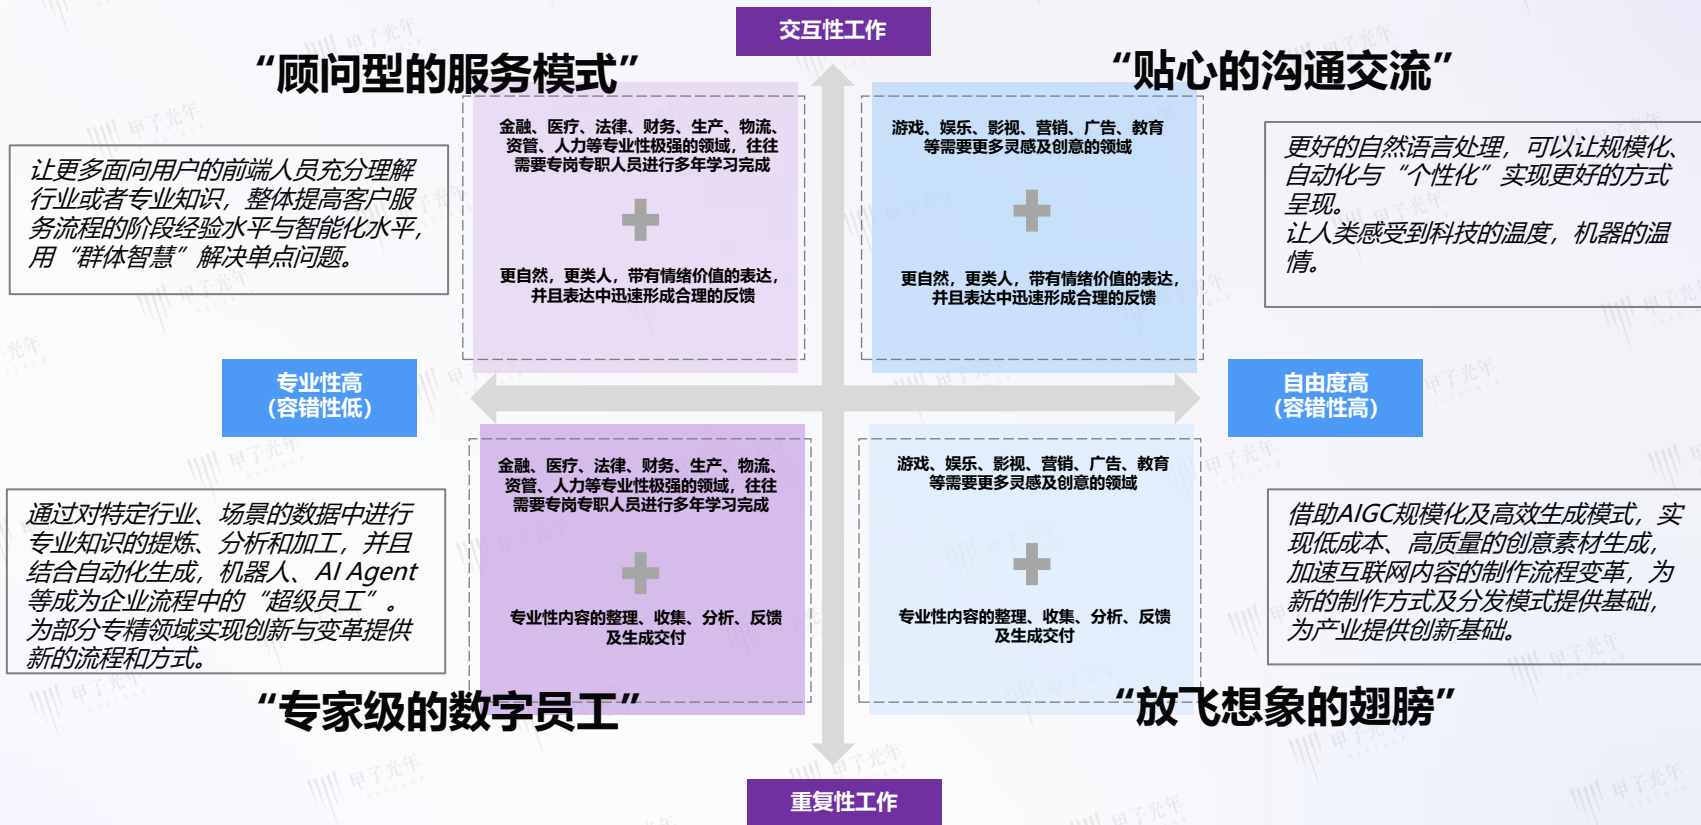 交互性工作
“顾问型的服务模式”
“贴心的沟通交流”
金融、医疗、法律、财务、生产、物流、
资管、人力等专业性极强的领域，往往
需要专岗专职人员进行多年学习完成
更自然，更类人，带有情绪价值的表达，
并且表达中迅速形成合理的反馈
游戏、娱乐、影视、营销、广告、教育
等需要更多灵感及创意的领域
更自然，更类人，带有情绪价值的表达，
并且表达中迅速形成合理的反馈
让更多面向用户的前端人员充分理解
行业或者专业知识，整体提高客户服
务流程的阶段经验水平与智能化水平，
用“群体智慧”解决单点问题。
更好的自然语言处理，可以让规模化、
自动化与“个性化”实现更好的方式
呈现。
让人类感受到科技的温度，机器的温
情。
专业性高
（容错性低）
自由度高
（容错性高）
金融、医疗、法律、财务、生产、物流、
资管、人力等专业性极强的领域，往往
需要专岗专职人员进行多年学习完成
专业性内容的整理、收集、分析、反馈
及生成交付
游戏、娱乐、影视、营销、广告、教育
等需要更多灵感及创意的领域
专业性内容的整理、收集、分析、反馈
及生成交付
通过对特定行业、场景的数据中进行
专业知识的提炼、分析和加工，并且
结合自动化生成，机器人、AI Agent
等成为企业流程中的“超级员工”。
为部分专精领域实现创新与变革提供
新的流程和方式。
借助AIGC规模化及高效生成模式，实
现低成本、高质量的创意素材生成，
加速互联网内容的制作流程变革，为
新的制作方式及分发模式提供基础，
为产业提供创新基础。
“专家级的数字员工”
“放飞想象的翅膀”
重复性工作
甲子光年